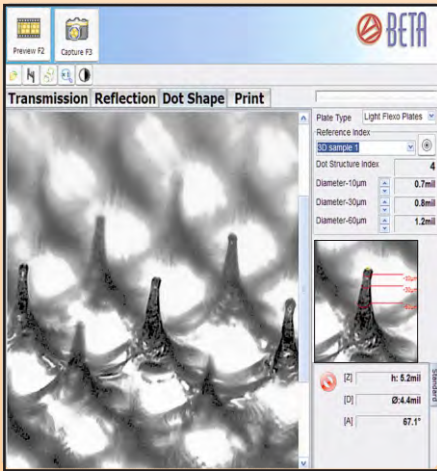 BETA
Preview F2 Capture F3
Transmission Reflection Dot Shape Print
Plate Type Light Flexo Plates
Reference Index
3D sample 1
Dot Structure Index 4
Diameter-10µm 0.7mil
Diameter-30µm 0.8mil
Diameter-60µm 1.2mil
[Z] h: 5.2mil
[D] Ø:4.4mil
[A] 67.1°
Standard